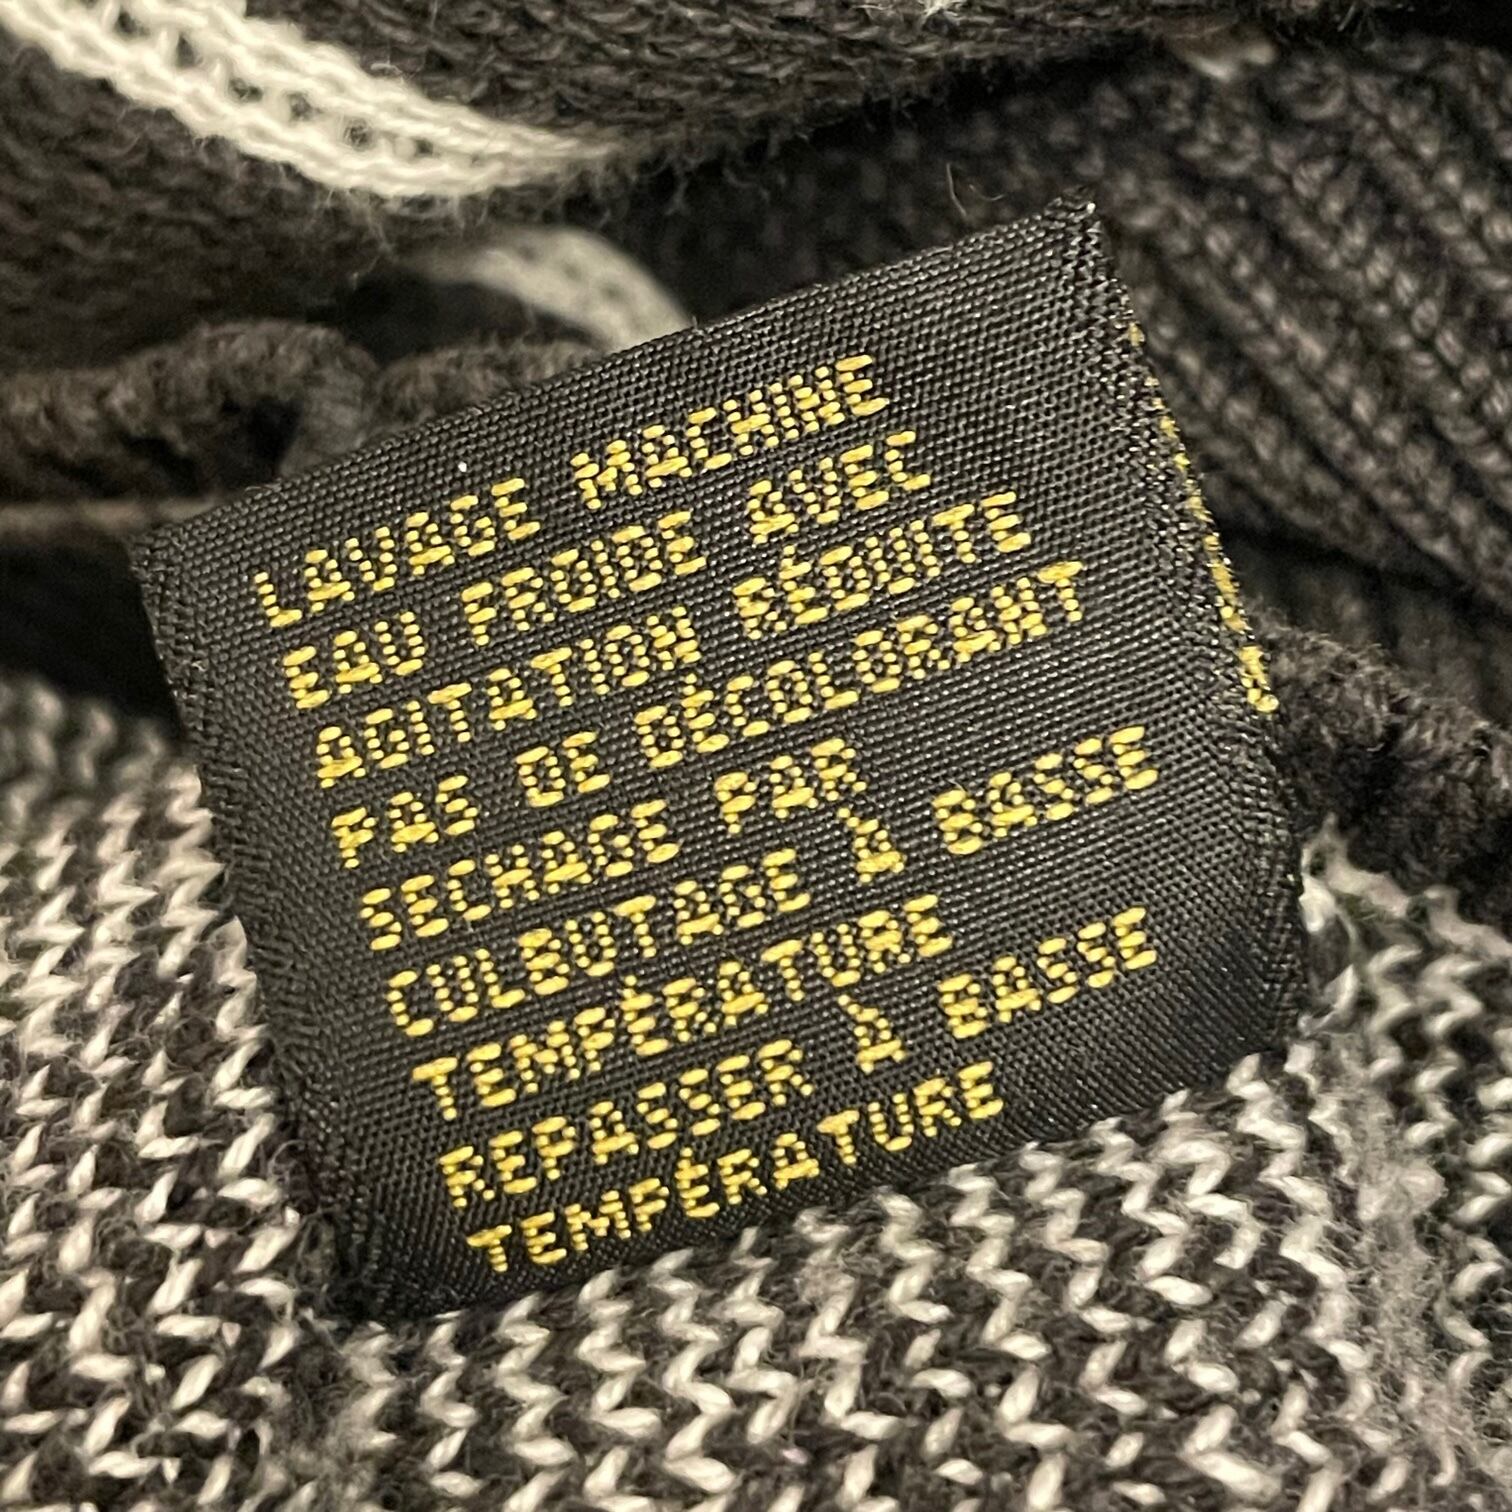 LAVAGE MACHINE
EAU FROIDE AVEC
AGITATION RÉDUITE
PAS DE DÉCOLORANT
SECHAGE PAR
CULBUTAGE À BASSE
TEMPÉRATURE
REPASSER À BASSE
TEMPÉRATURE